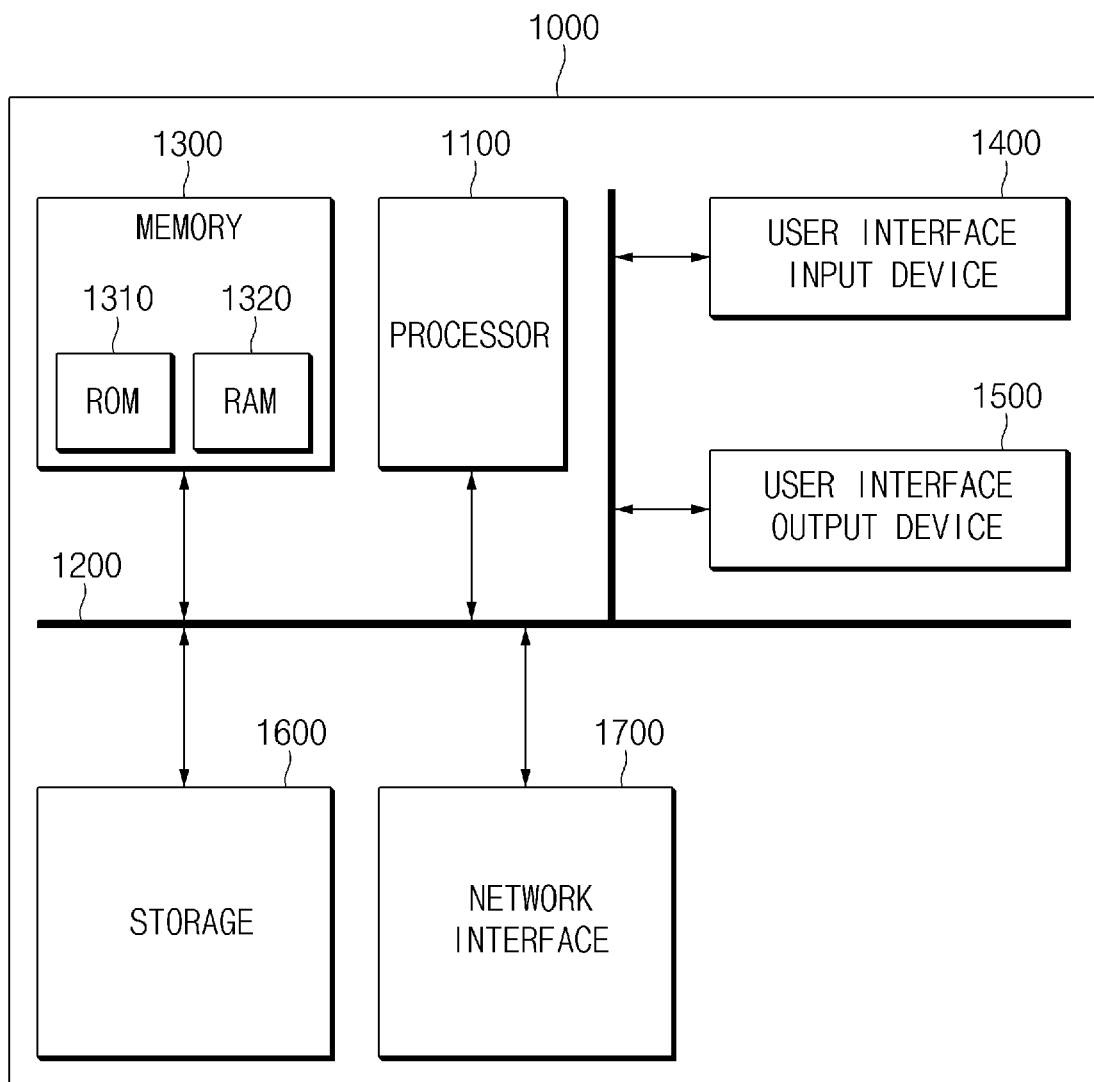 1000
1300
1100
1400
MEMORY
USER INTERFACE
INPUT DEVICE
1310
1320
PROCESSOR
ROM
RAM
1500
USER INTERFACE
OUTPUT DEVICE
1200
1600
1700
STORAGE
NETWORK
INTERFACE